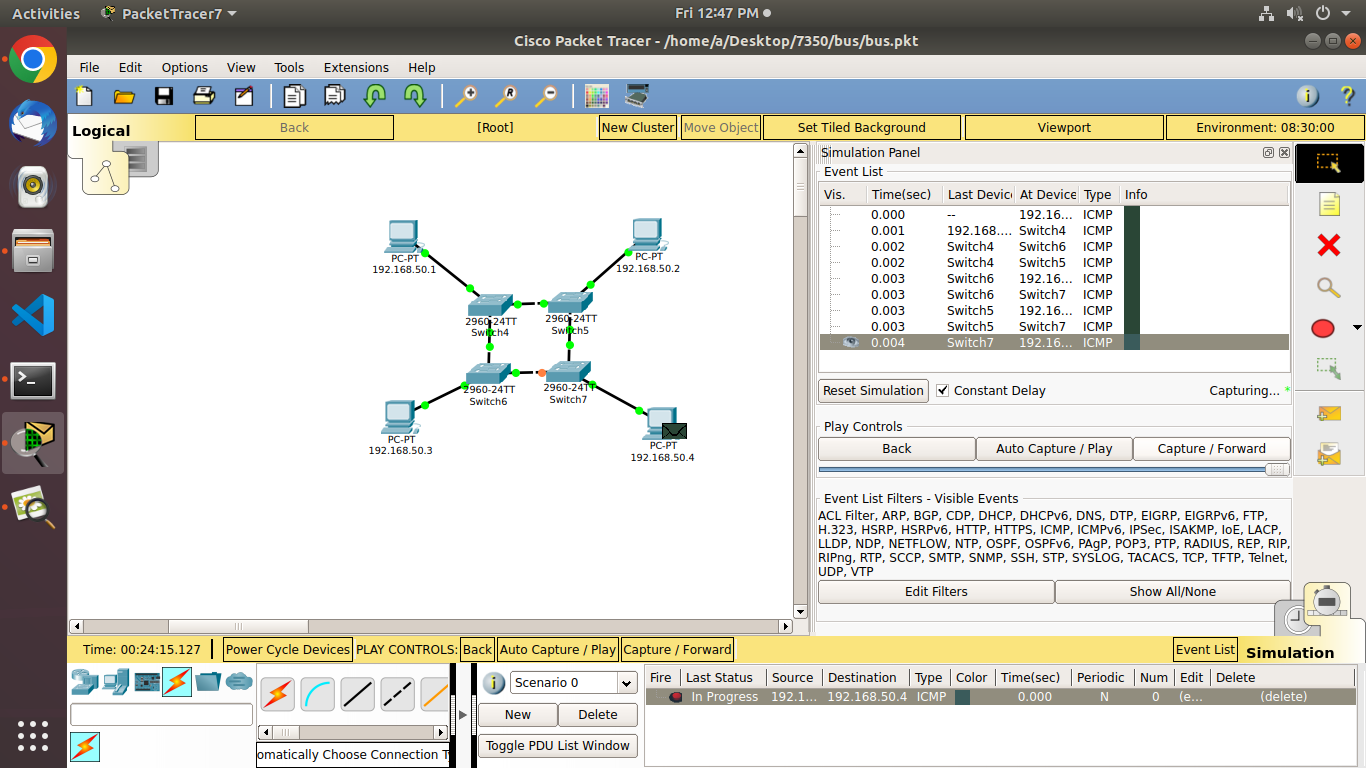 Activities PacketTracer7 Fri 12:47 PM
Cisco Packet Tracer - /home/a/Desktop/7350/bus/bus.pkt
File Edit Options View Tools Extensions Help
Logical Back [Root] New Cluster Move Object Set Tiled Background Viewport Environment: 08:30:00
PC-PT
192.168.50.1
PC-PT
192.168.50.2
2960-24TT
Switch4
2960-24TT
Switch5
2960-24TT
Switch6
2960-24TT
Switch7
PC-PT
192.168.50.3
PC-PT
192.168.50.4
Simulation Panel
Event List
Vis. Time(sec) Last Devic At Device Type Info
0.000 -- 192.16... ICMP
0.001 192.168.... Switch4 ICMP
0.002 Switch4 Switch6 ICMP
0.002 Switch4 Switch5 ICMP
0.003 Switch6 192.16... ICMP
0.003 Switch6 Switch7 ICMP
0.003 Switch5 192.16... ICMP
0.003 Switch5 Switch7 ICMP
0.004 Switch7 192.16... ICMP
Reset Simulation Constant Delay Capturing... *
Play Controls
Back Auto Capture / Play Capture / Forward
Event List Filters - Visible Events
ACL Filter, ARP, BGP, CDP, DHCP, DHCPv6, DNS, DTP, EIGRP, EIGRPv6, FTP,
H.323, HSRP, HSRPv6, HTTP, HTTPS, ICMP, ICMPv6, IPSec, ISAKMP, IoE, LACP,
LLDP, NDP, NETFLOW, NTP, OSPF, OSPFv6, PAgP, POP3, PTP, RADIUS, REP, RIP,
RIPng, RTP, SCCP, SMTP, SNMP, SSH, STP, SYSLOG, TACACS, TCP, TFTP, Telnet,
UDP, VTP
Edit Filters Show All/None
Time: 00:24:15.127 Power Cycle Devices PLAY CONTROLS: Back Auto Capture / Play Capture / Forward Event List Simulation
Scenario 0
New Delete
Toggle PDU List Window
Fire Last Status Source Destination Type Color Time(sec) Periodic Num Edit Delete
In Progress 192.1... 192.168.50.4 ICMP 0.000 N 0 (e... (delete)
omatically Choose Connection T